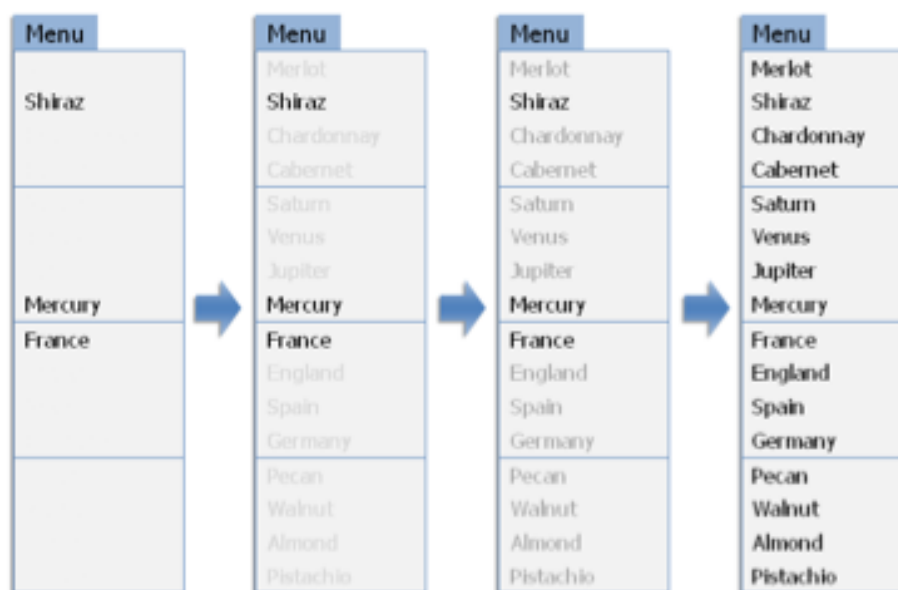 Menu
Shiraz
Mercury
France
Menu
Merlot
Shiraz
Chardonnay
Cabernet
Saturn
Venus
Jupiter
Mercury
France
England
Spain
Germany
Pecan
Walnut
Almond
Pistachio
Menu
Merlot
Shiraz
Chardonnay
Cabernet
Saturn
Venus
Jupiter
Mercury
France
England
Spain
Germany
Pecan
Walnut
Almond
Pistachio
Menu
Merlot
Shiraz
Chardonnay
Cabernet
Saturn
Venus
Jupiter
Mercury
France
England
Spain
Germany
Pecan
Walnut
Almond
Pistachio